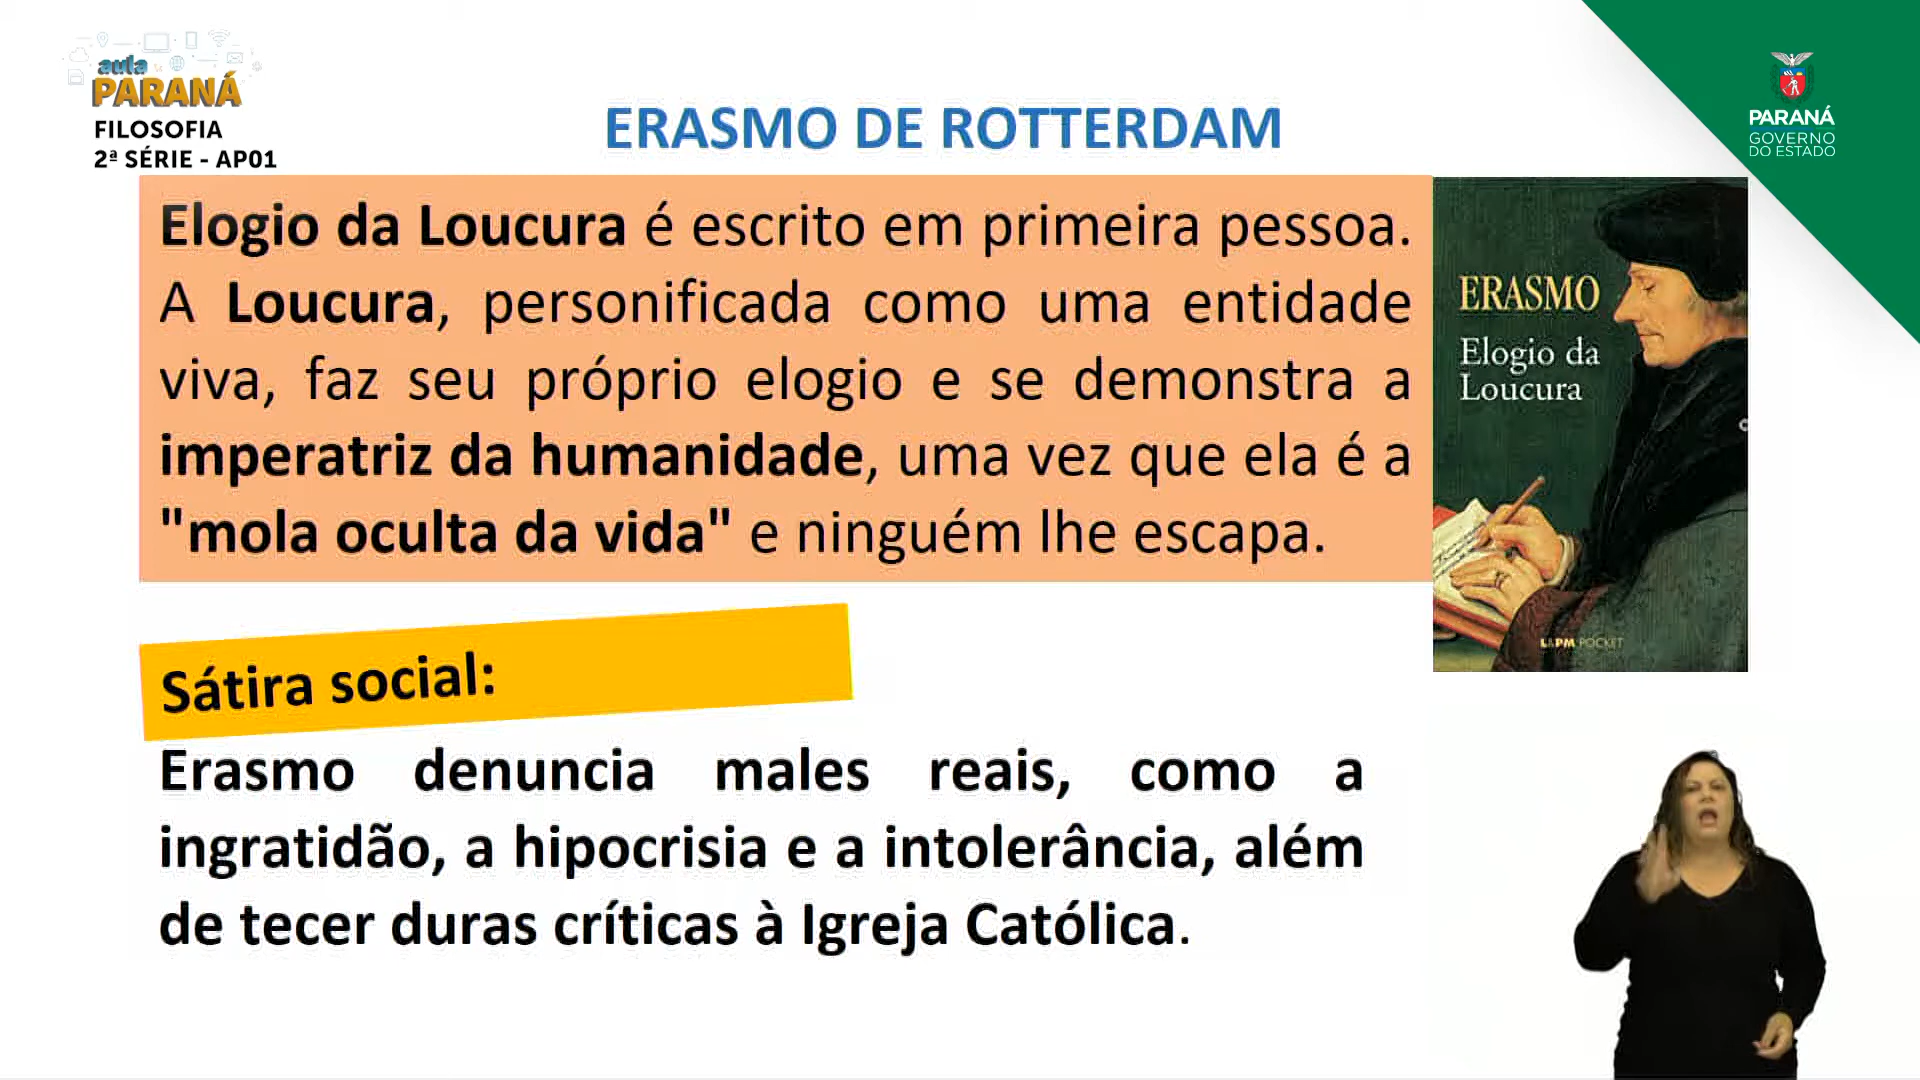 aula
PARANÁ
FILOSOFIA
2ª SÉRIE - AP01
ERASMO DE ROTTERDAM
PARANÁ
GOVERNO
DO ESTADO
Elogio da Loucura é escrito em primeira pessoa.
A Loucura, personificada como uma entidade
viva, faz seu próprio elogio e se demonstra a
imperatriz da humanidade, uma vez que ela é a
"mola oculta da vida" e ninguém lhe escapa.
ERASMO
Elogio da
Loucura
L&PM POCKET
Sátira social:
Erasmo denuncia males reais, como a
ingratidão, a hipocrisia e a intolerância, além
de tecer duras críticas à Igreja Católica.